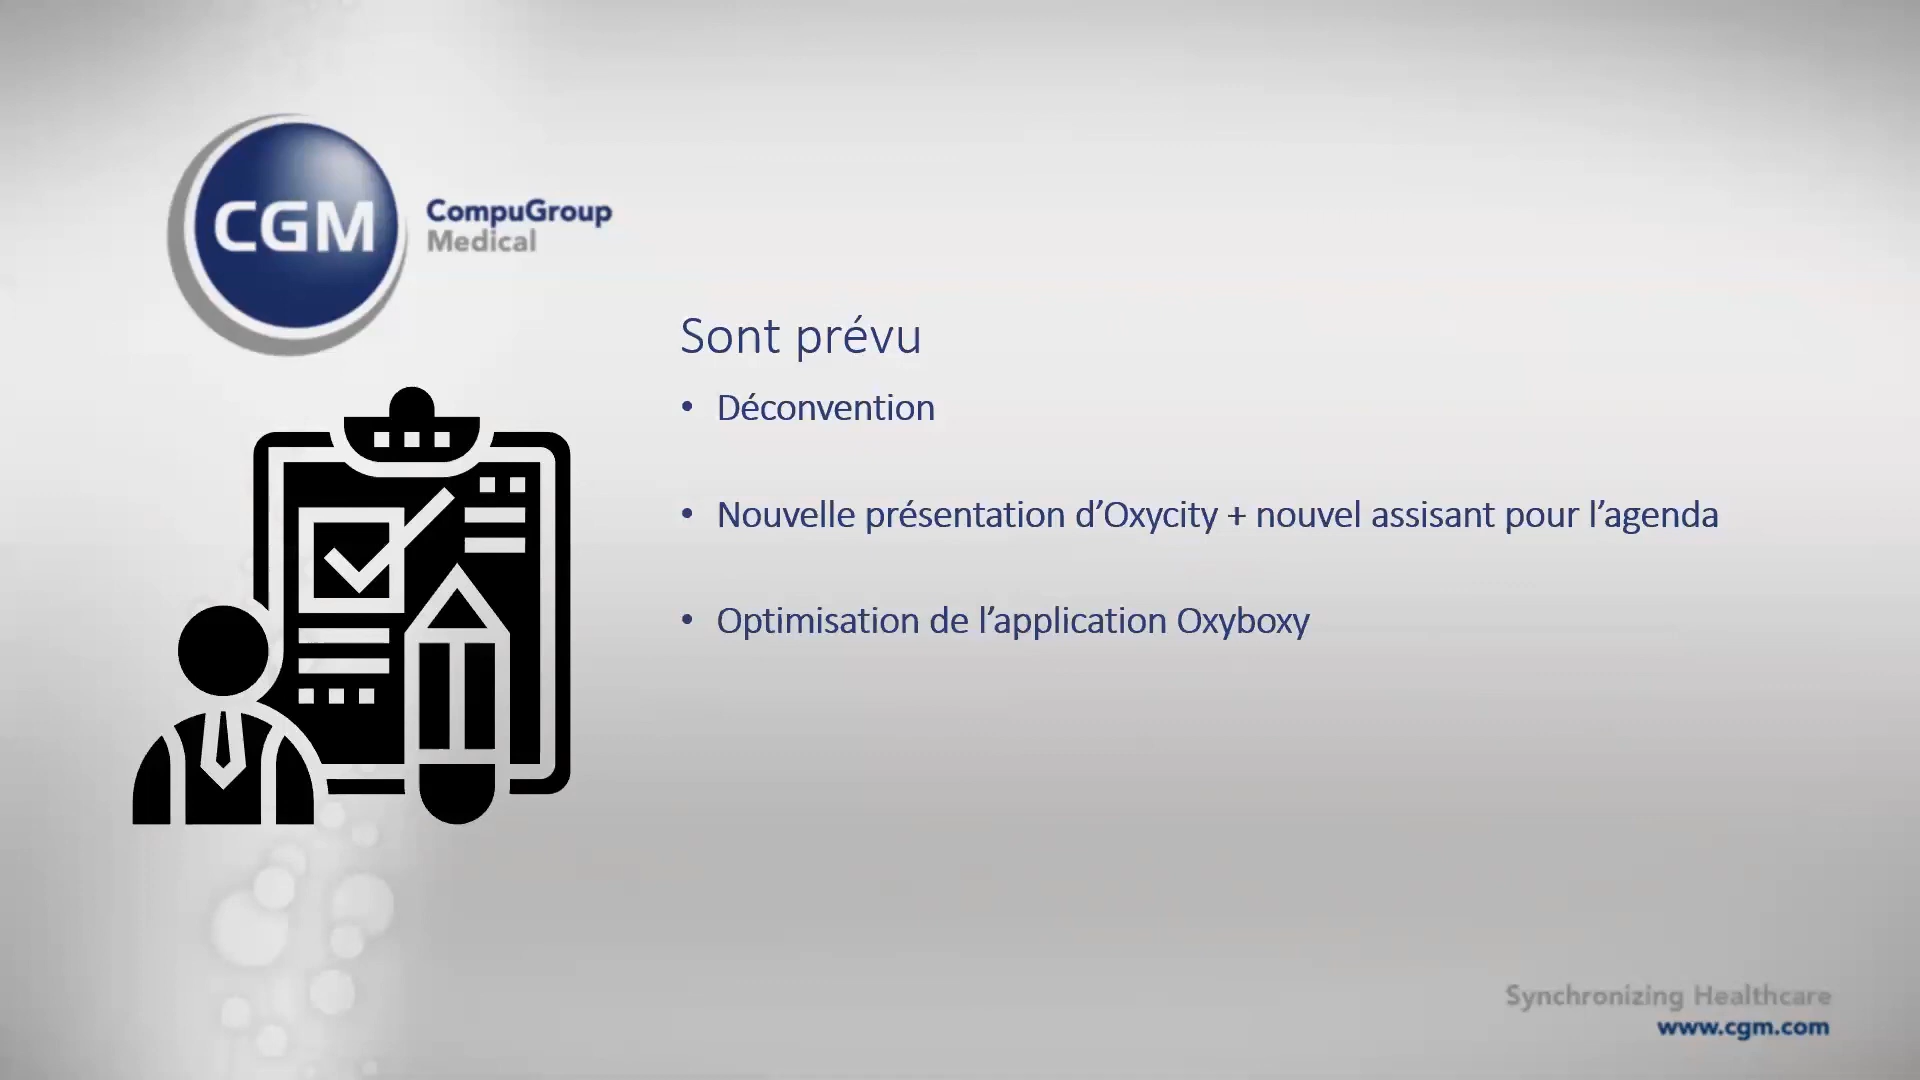 CGM
CompuGroup
Medical
Sont prévu
• Déconvention
• Nouvelle présentation d’Oxycity + nouvel assisant pour l’agenda
• Optimisation de l’application Oxyboxy
Synchronizing Healthcare
www.cgm.com